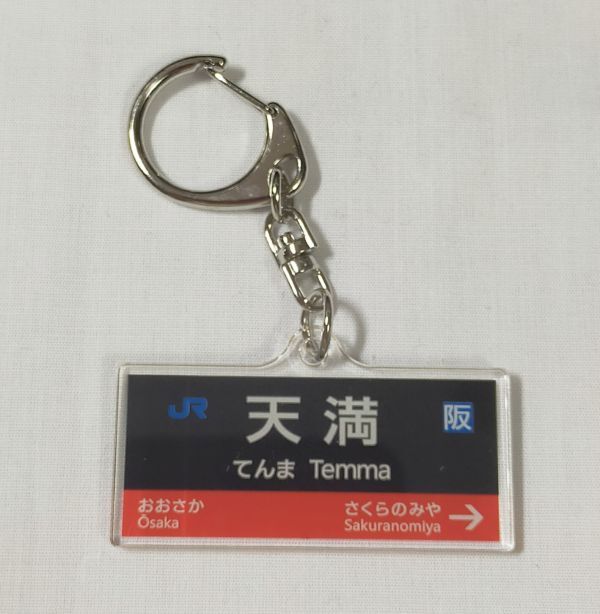 JR 天満 阪
てんま Temma
おおさか さくらのみや
Ōsaka Sakuranomiya →